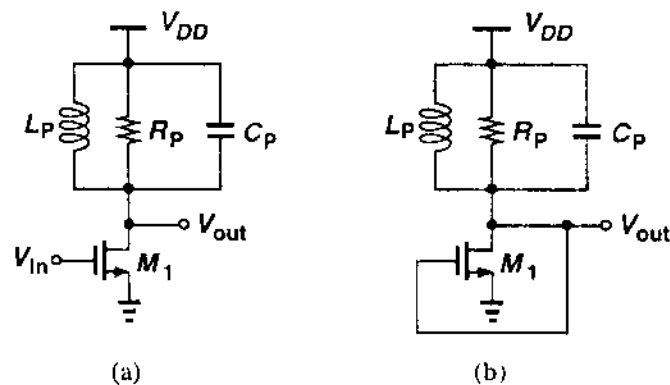 V_DD
V_DD
L_P
R_P
C_P
L_P
R_P
C_P
V_out
V_out
V_in
M_1
M_1
(a)
(b)